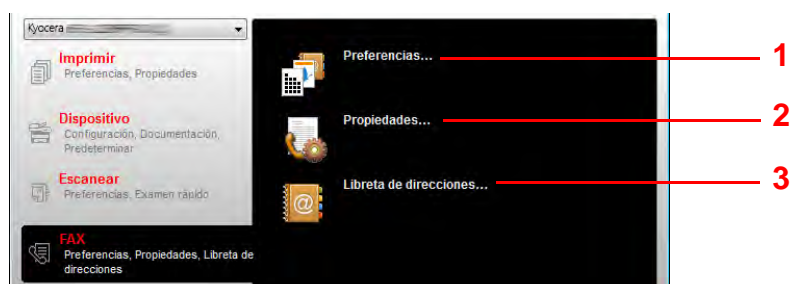 Kyocera
Imprimir
Preferencias, Propiedades
Dispositivo
Configuración, Documentación,
Predeterminar
Escanear
Preferencias, Examen rápido
FAX
Preferencias, Propiedades, Libreta de
direcciones
Preferencias...
1
Propiedades...
2
Libreta de direcciones...
3